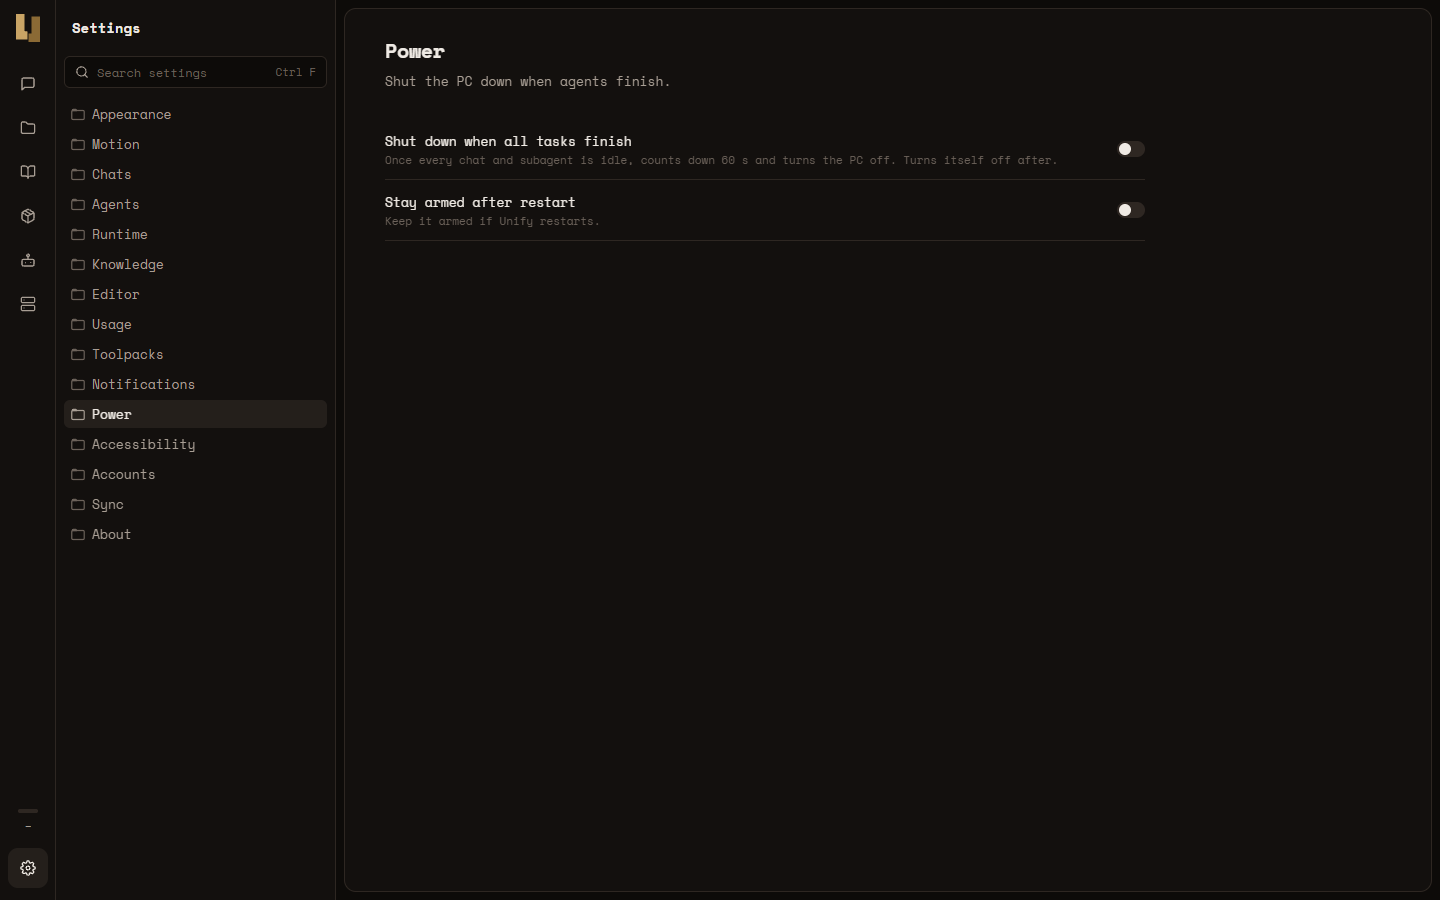 Settings
Search settings
Ctrl F
Appearance
Motion
Chats
Agents
Runtime
Knowledge
Editor
Usage
Toolpacks
Notifications
Power
Accessibility
Accounts
Sync
About
Power
Shut the PC down when agents finish.
Shut down when all tasks finish
Once every chat and subagent is idle, counts down 60 s and turns the PC off. Turns itself off after.
Stay armed after restart
Keep it armed if Unify restarts.